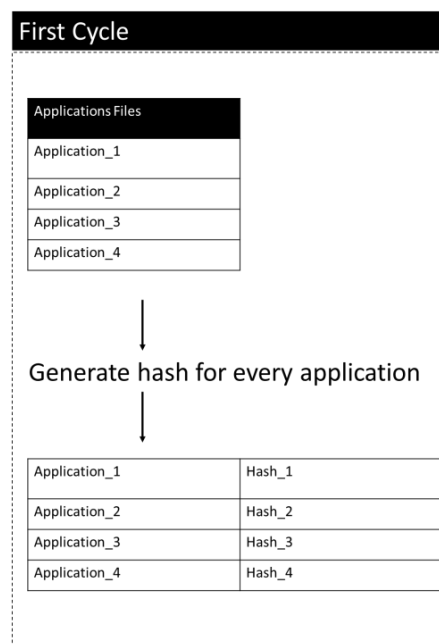 First Cycle
Applications Files
Application_1
Application_2
Application_3
Application_4
Generate hash for every application
Application_1 Hash_1
Application_2 Hash_2
Application_3 Hash_3
Application_4 Hash_4